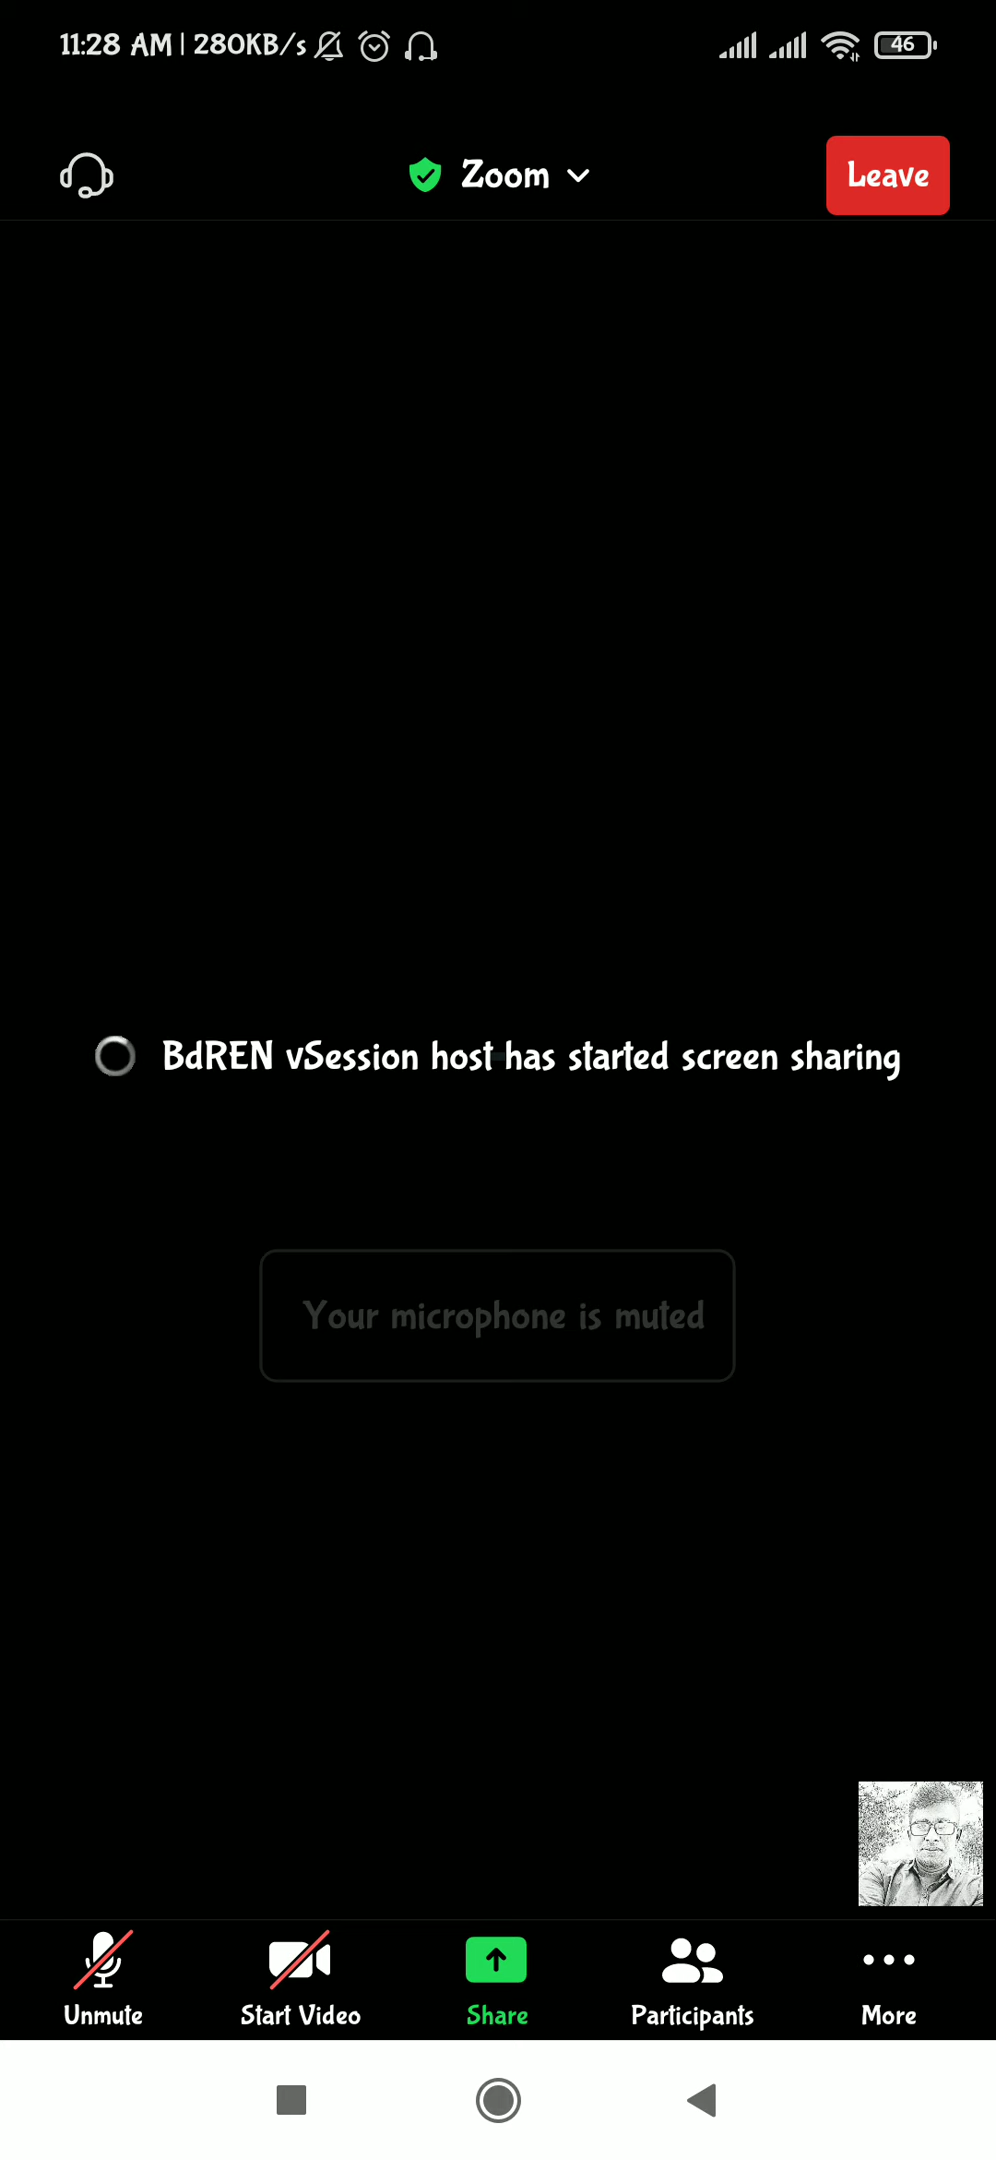 11:28 AM | 280KB/s 46
Zoom
Leave
BdREN vSession host has started screen sharing
Your microphone is muted
Unmute
Start Video
Share
Participants
More